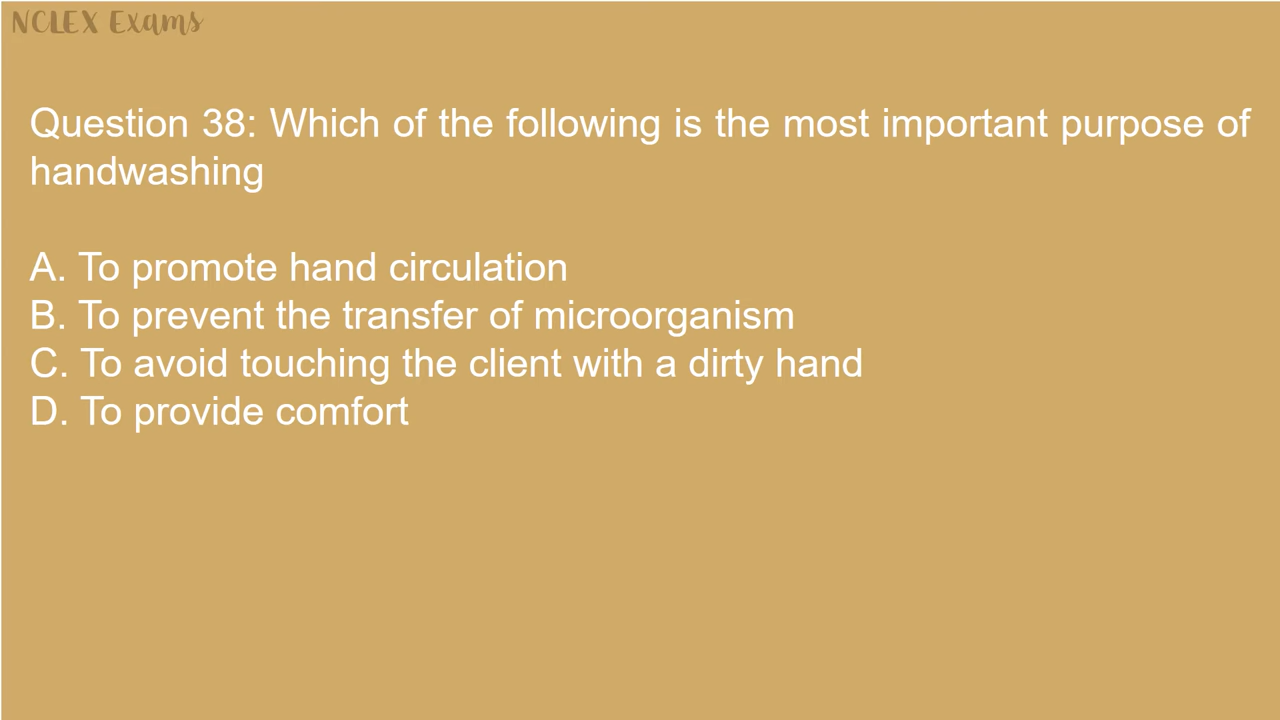 NCLEX Exams
Question 38: Which of the following is the most important purpose of
handwashing
A. To promote hand circulation
B. To prevent the transfer of microorganism
C. To avoid touching the client with a dirty hand
D. To provide comfort